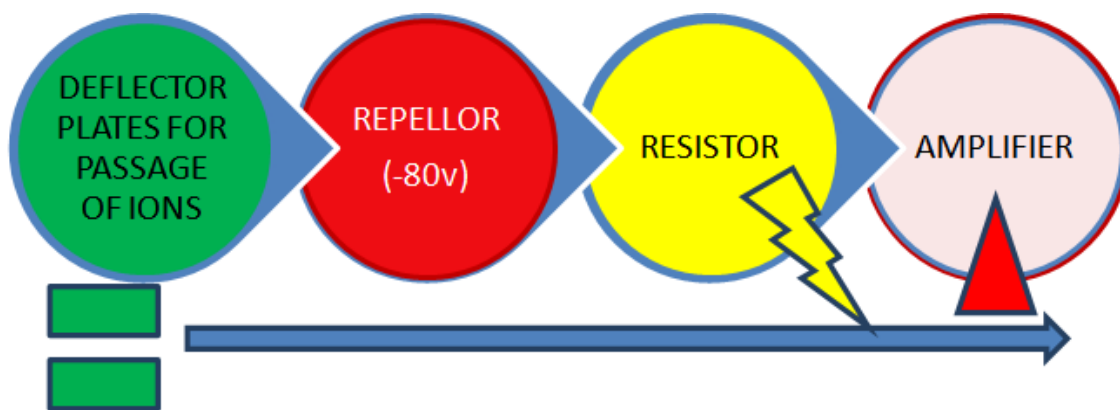 DEFLECTOR
PLATES FOR
PASSAGE
OF IONS
REPELLOR
(-80v)
RESISTOR
AMPLIFIER